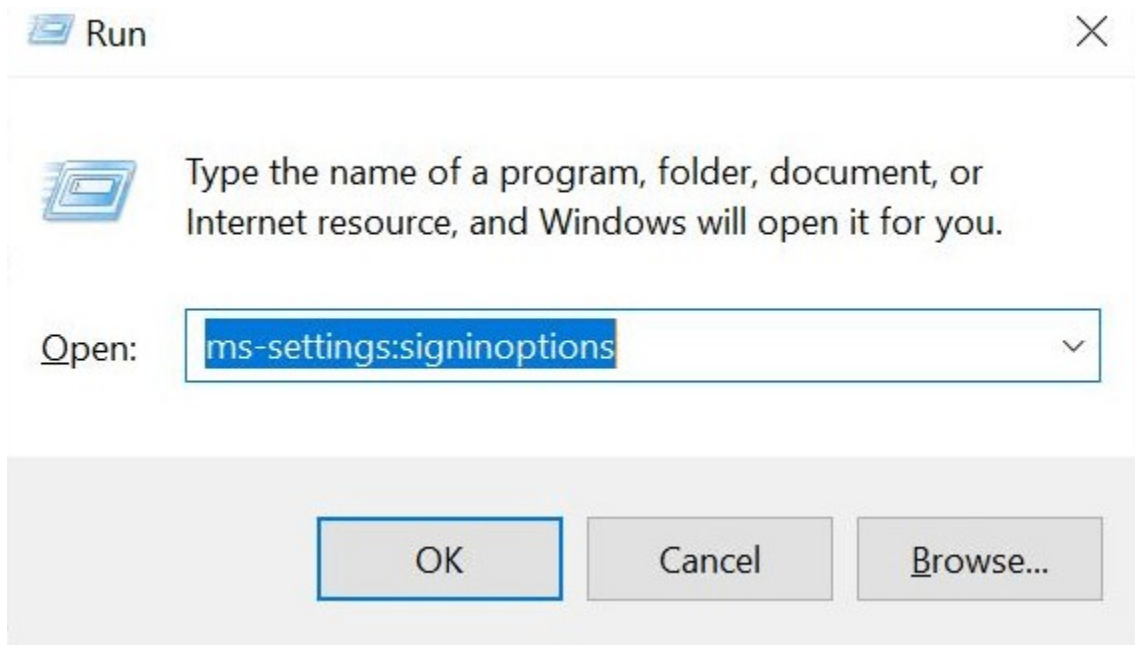 Run
Type the name of a program, folder, document, or
Internet resource, and Windows will open it for you.
Open: ms-settings:signinoptions
OK Cancel Browse...